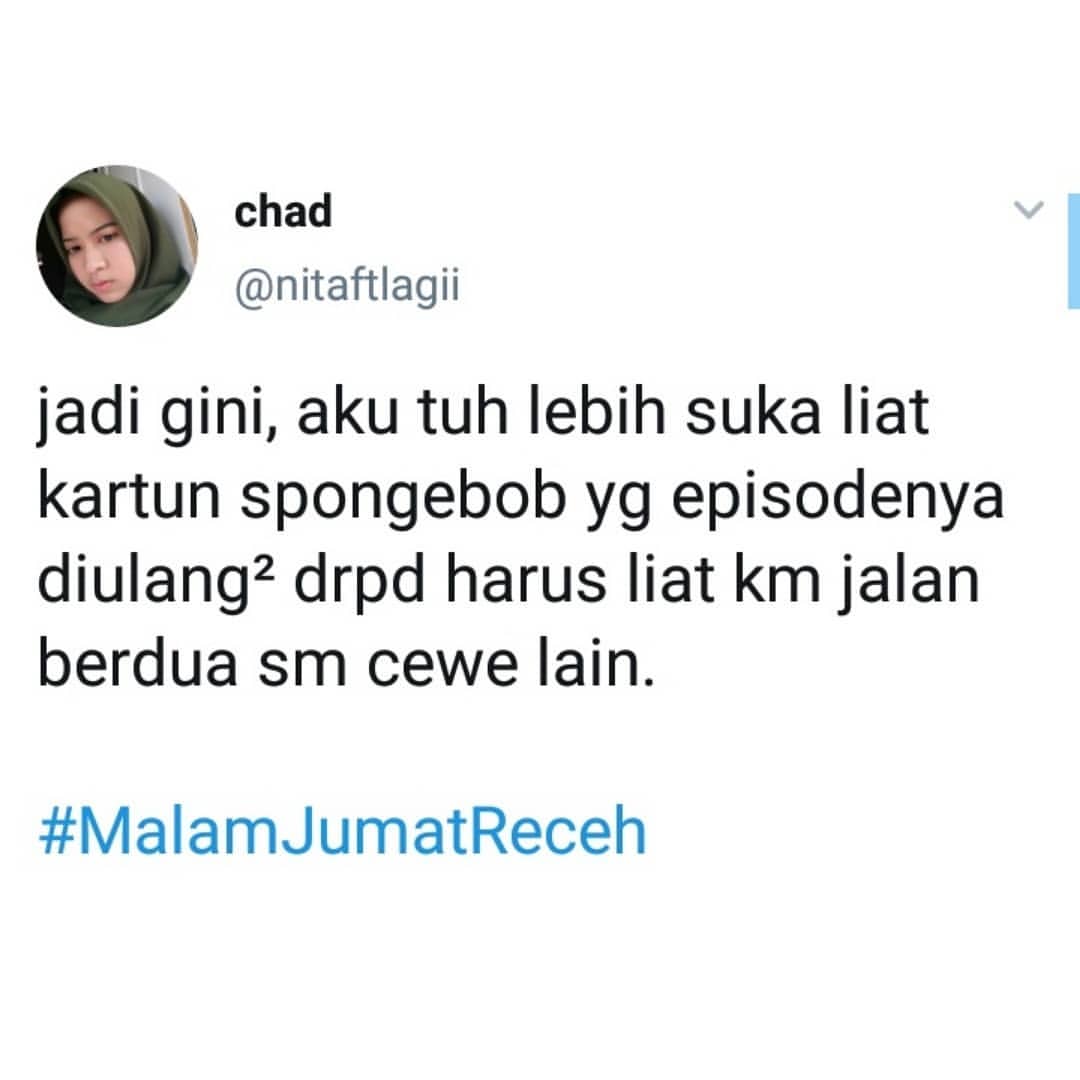 chad
@nitaftlagii
jadi gini, aku tuh lebih suka liat
kartun spongebob yg episodenya
diulang² drpd harus liat km jalan
berdua sm cewe lain.
#MalamJumatReceh